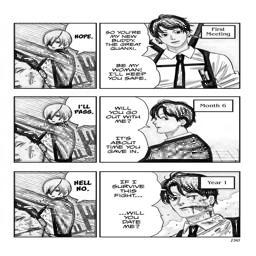 NOPE.
SO YOU'RE
MY NEW
BUDDY,
THE GREAT
QUANXI.
BE MY
WOMAN!
I'LL KEEP
YOU SAFE.
First
Meeting
I'LL
PASS.
WILL
YOU GO
OUT WITH
ME?
IT'S
ABOUT
TIME YOU
GAVE IN.
Month 6
HELL
NO.
IF I
SURVIVE
THIS
FIGHT...
...WILL
YOU
DATE
ME?
Year 1